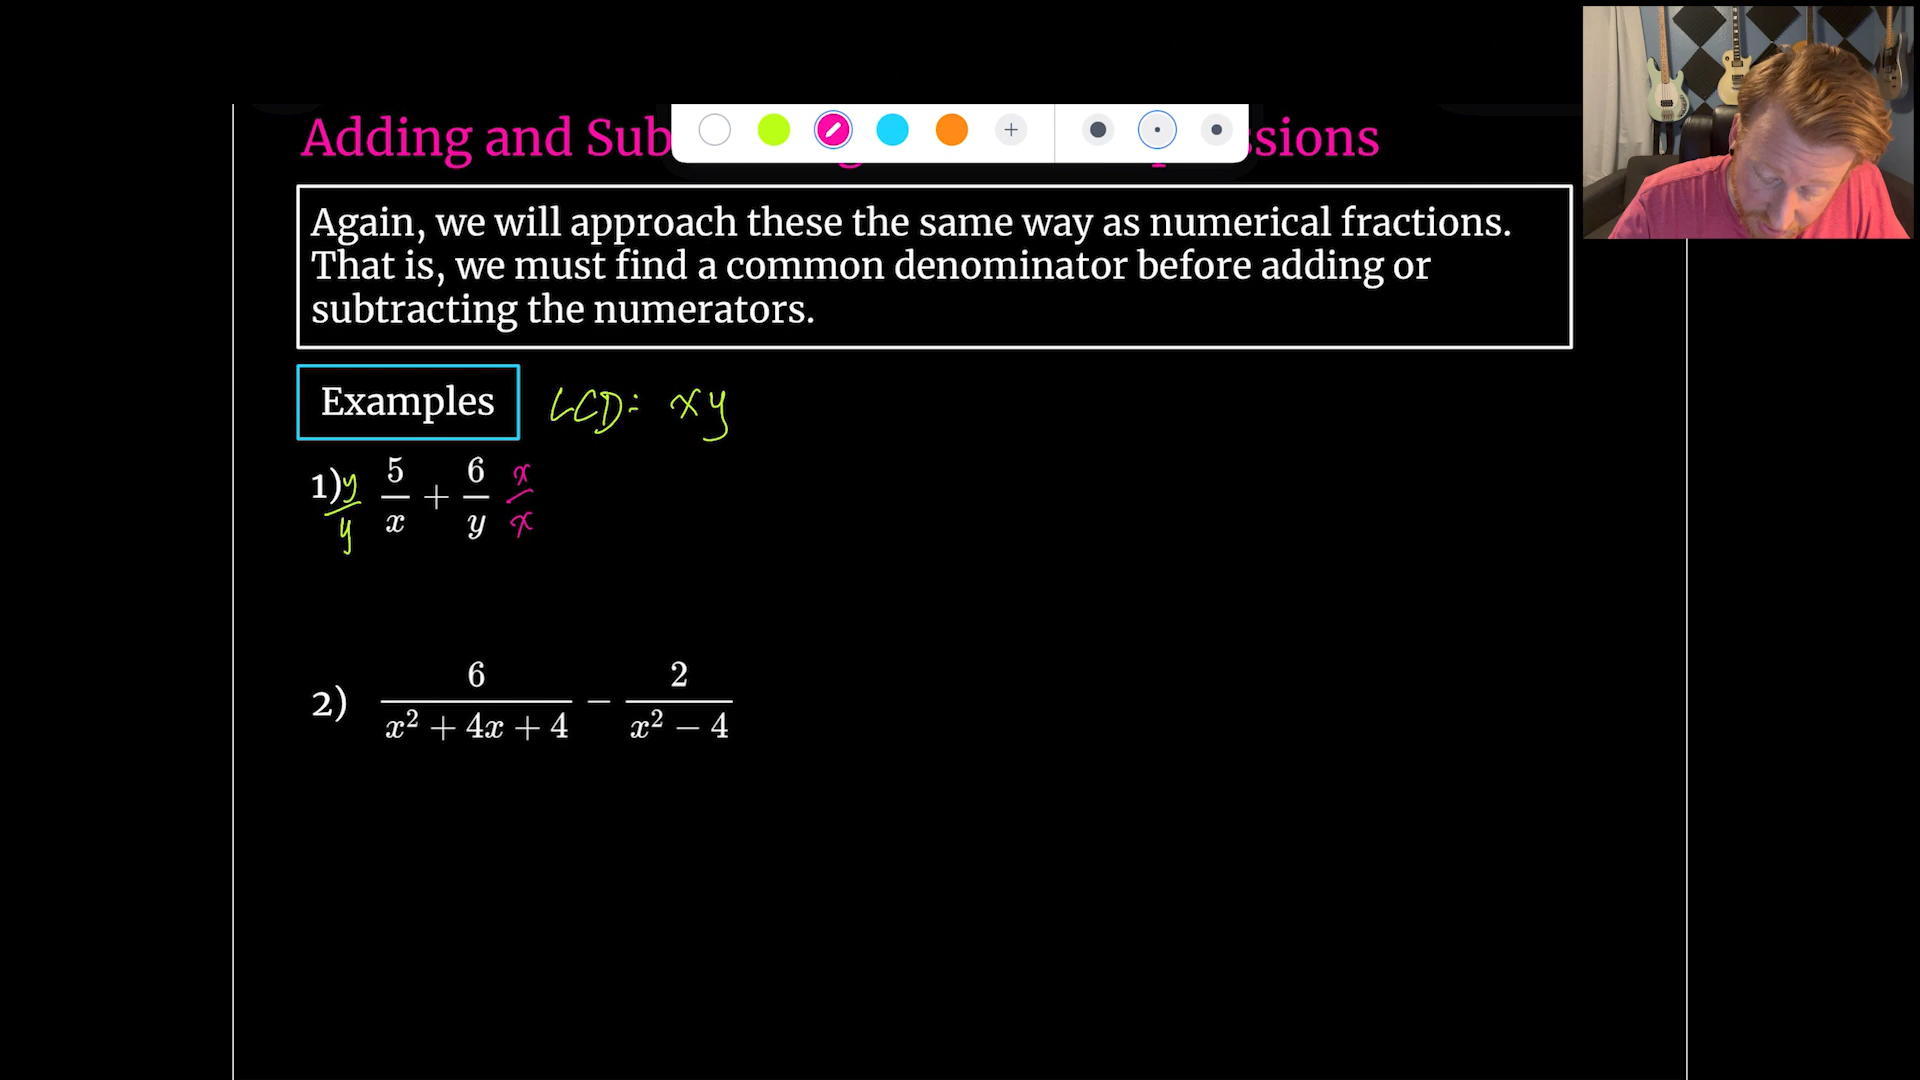 Adding and Sub ssions
Again, we will approach these the same way as numerical fractions.
That is, we must find a common denominator before adding or
subtracting the numerators.
Examples LCD: xy
1) y/y 5/x + 6/y x/x
2) 6/(x² + 4x + 4) − 2/(x² − 4)